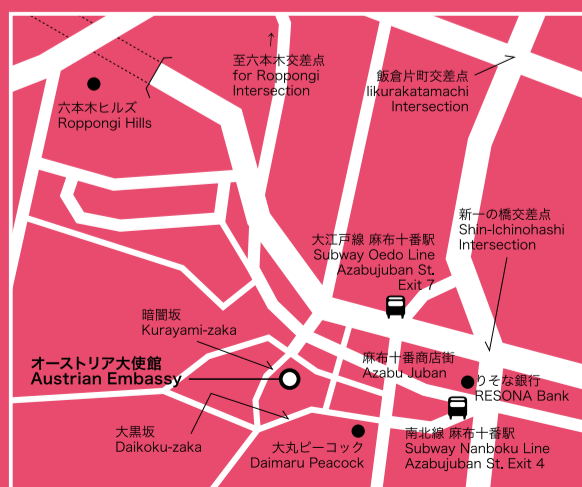 至六本木交差点
for Roppongi
Intersection
飯倉片町交差点
Iikurakatamachi
Intersection
六本木ヒルズ
Roppongi Hills
新一の橋交差点
Shin-Ichinohashi
Intersection
大江戸線 麻布十番駅
Subway Oedo Line
Azabujuban St.
Exit 7
暗闇坂
Kurayami-zaka
麻布十番商店街
Azabu Juban
オーストリア大使館
Austrian Embassy
りそな銀行
RESONA Bank
大黒坂
Daikoku-zaka
大丸ピーコック
Daimaru Peacock
南北線 麻布十番駅
Subway Nanboku Line
Azabujuban St. Exit 4